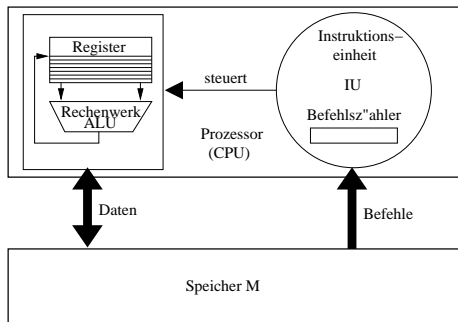 Register
Rechenwerk
ALU
steuert
Instruktions–
einheit
IU
Befehlsz"ahler
Prozessor
(CPU)
Daten
Befehle
Speicher M